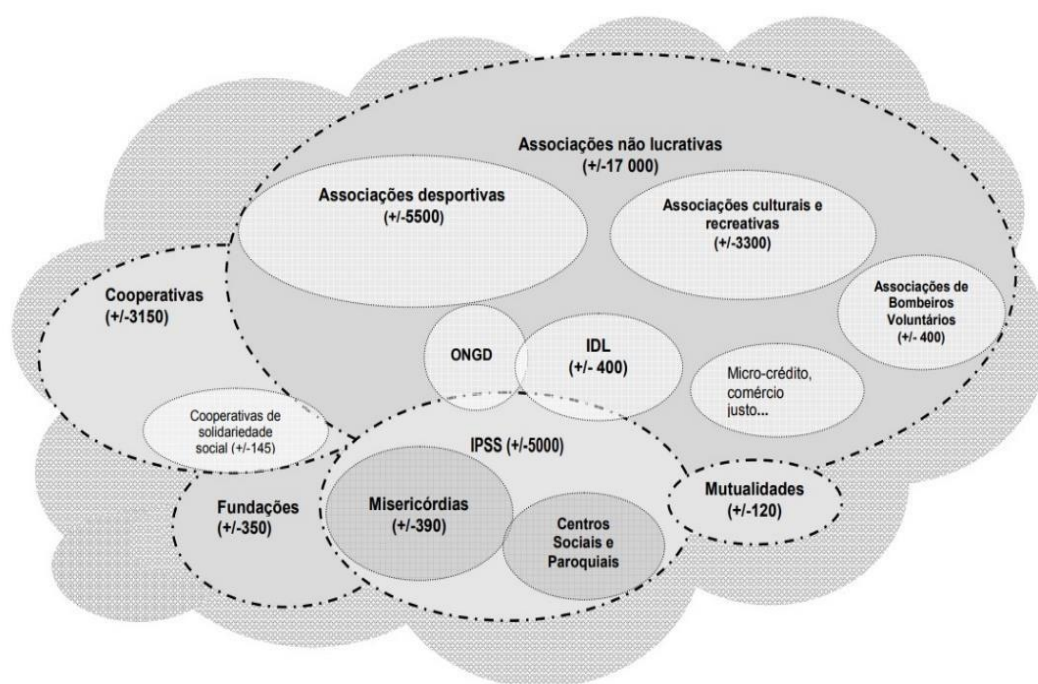 Associações não lucrativas
(+/-17 000)
Associações desportivas
(+/-5500)
Associações culturais e
recreativas
(+/-3300)
Cooperativas
(+/-3150)
Associações de
Bombeiros
Voluntários
(+/- 400)
ONGD
IDL
(+/- 400)
Micro-crédito,
comércio
justo...
Cooperativas de
solidariedade
social (+/-145)
IPSS (+/-5000)
Fundações
(+/-350)
Misericórdias
(+/-390)
Mutualidades
(+/-120)
Centros
Sociais e
Paroquiais